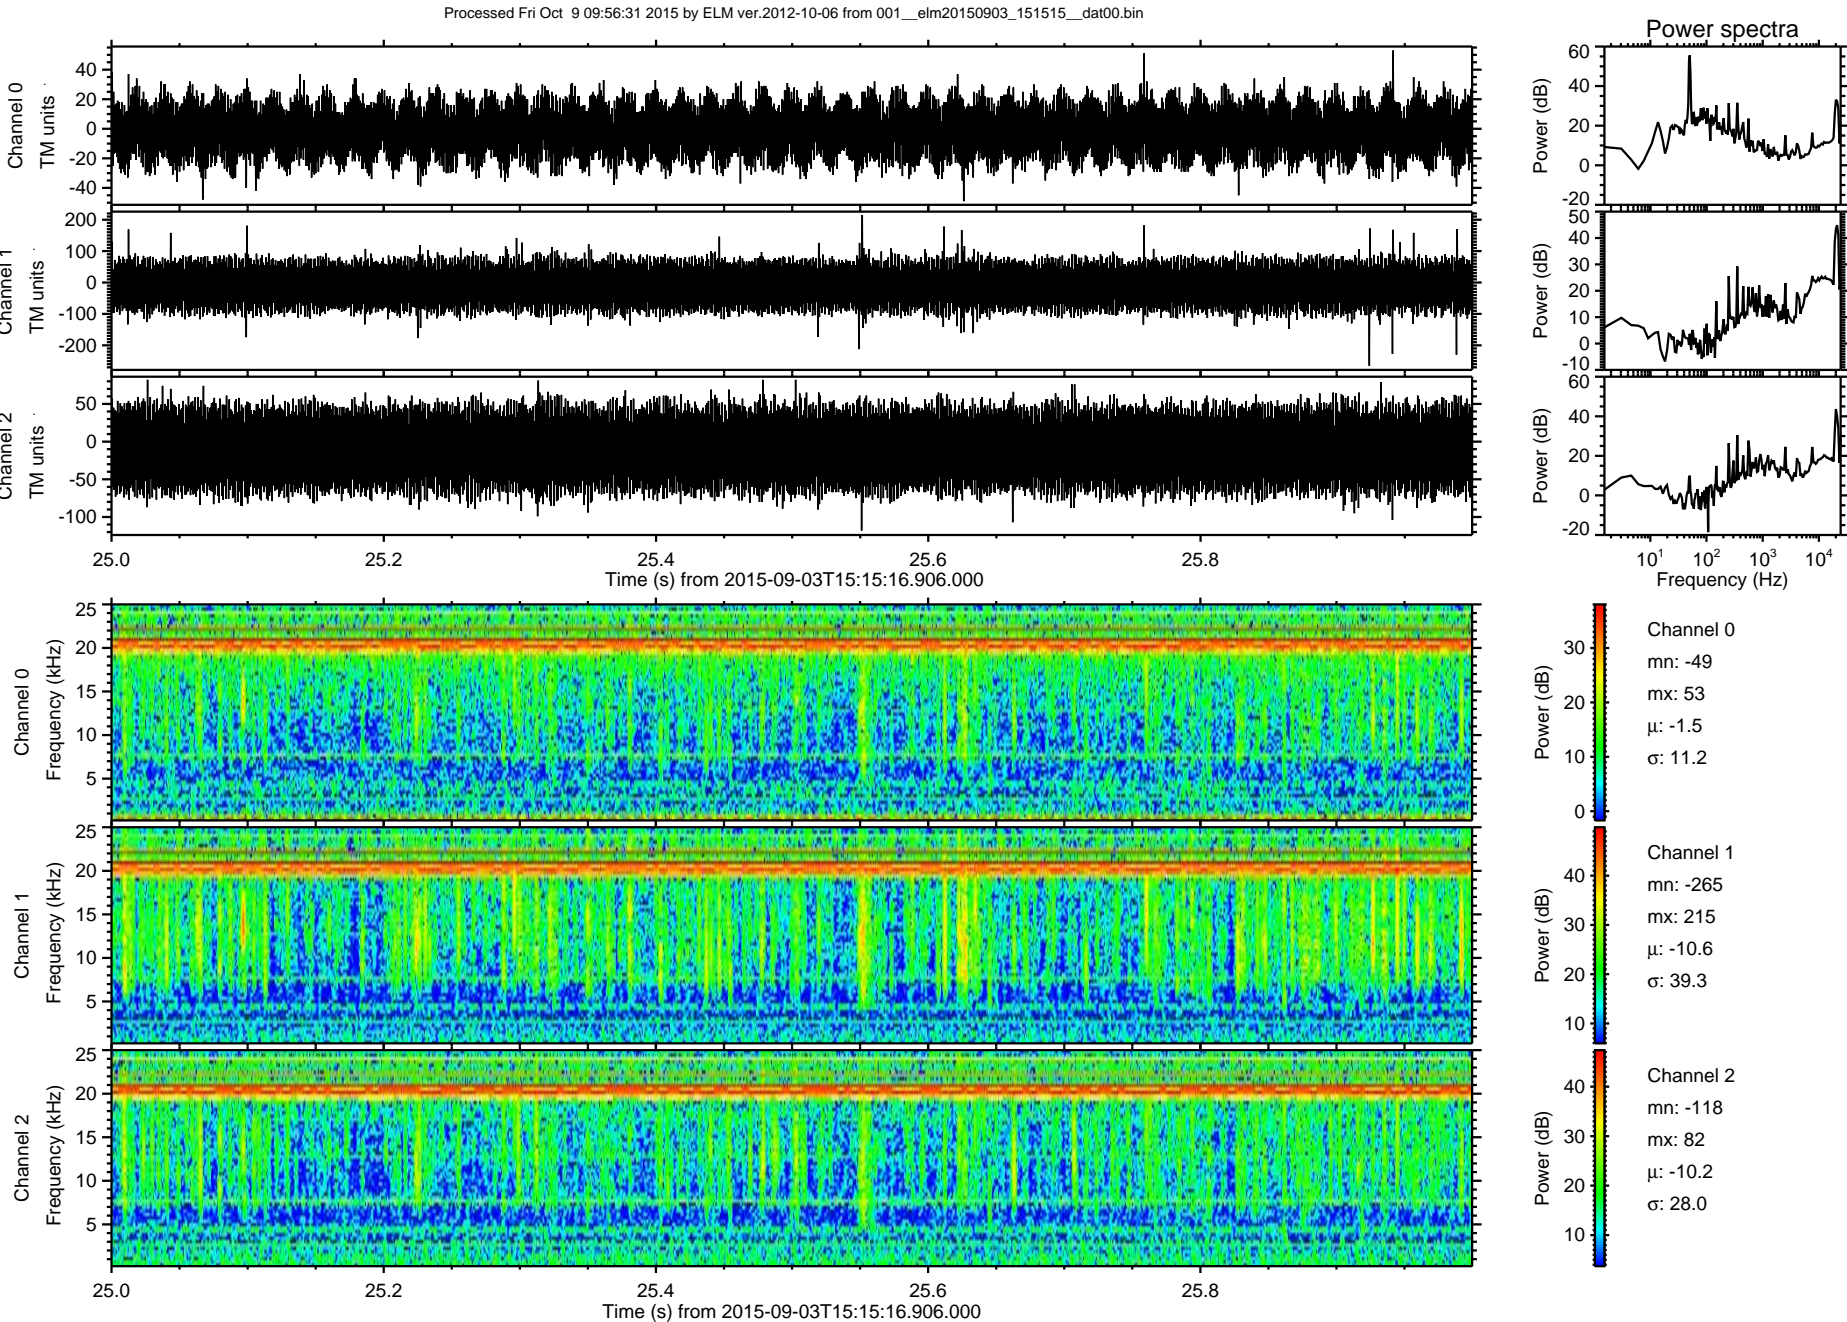 Processed Fri Oct  9 09:56:31 2015 by ELM ver.2012-10-06 from 001__elm20150903_151515__dat00.bin
Power spectra
Channel 0
TM units
40
20
0
-20
-40
Power (dB)
60
40
20
0
-20
Channel 1
TM units
200
100
0
-100
-200
Power (dB)
50
40
30
20
10
0
-10
Channel 2
TM units
50
0
-50
-100
Power (dB)
60
40
20
0
-20
25.0 25.2 25.4 25.6 25.8
Time (s) from 2015-09-03T15:15:16.906.000
10^1 10^2 10^3 10^4
Frequency (Hz)
Channel 0
Frequency (kHz)
25
20
15
10
5
Power (dB)
30
20
10
0
Channel 0
mn: -49
mx: 53
μ: -1.5
σ: 11.2
Channel 1
Frequency (kHz)
25
20
15
10
5
Power (dB)
40
30
20
10
Channel 1
mn: -265
mx: 215
μ: -10.6
σ: 39.3
Channel 2
Frequency (kHz)
25
20
15
10
5
Power (dB)
40
30
20
10
Channel 2
mn: -118
mx: 82
μ: -10.2
σ: 28.0
25.0 25.2 25.4 25.6 25.8
Time (s) from 2015-09-03T15:15:16.906.000